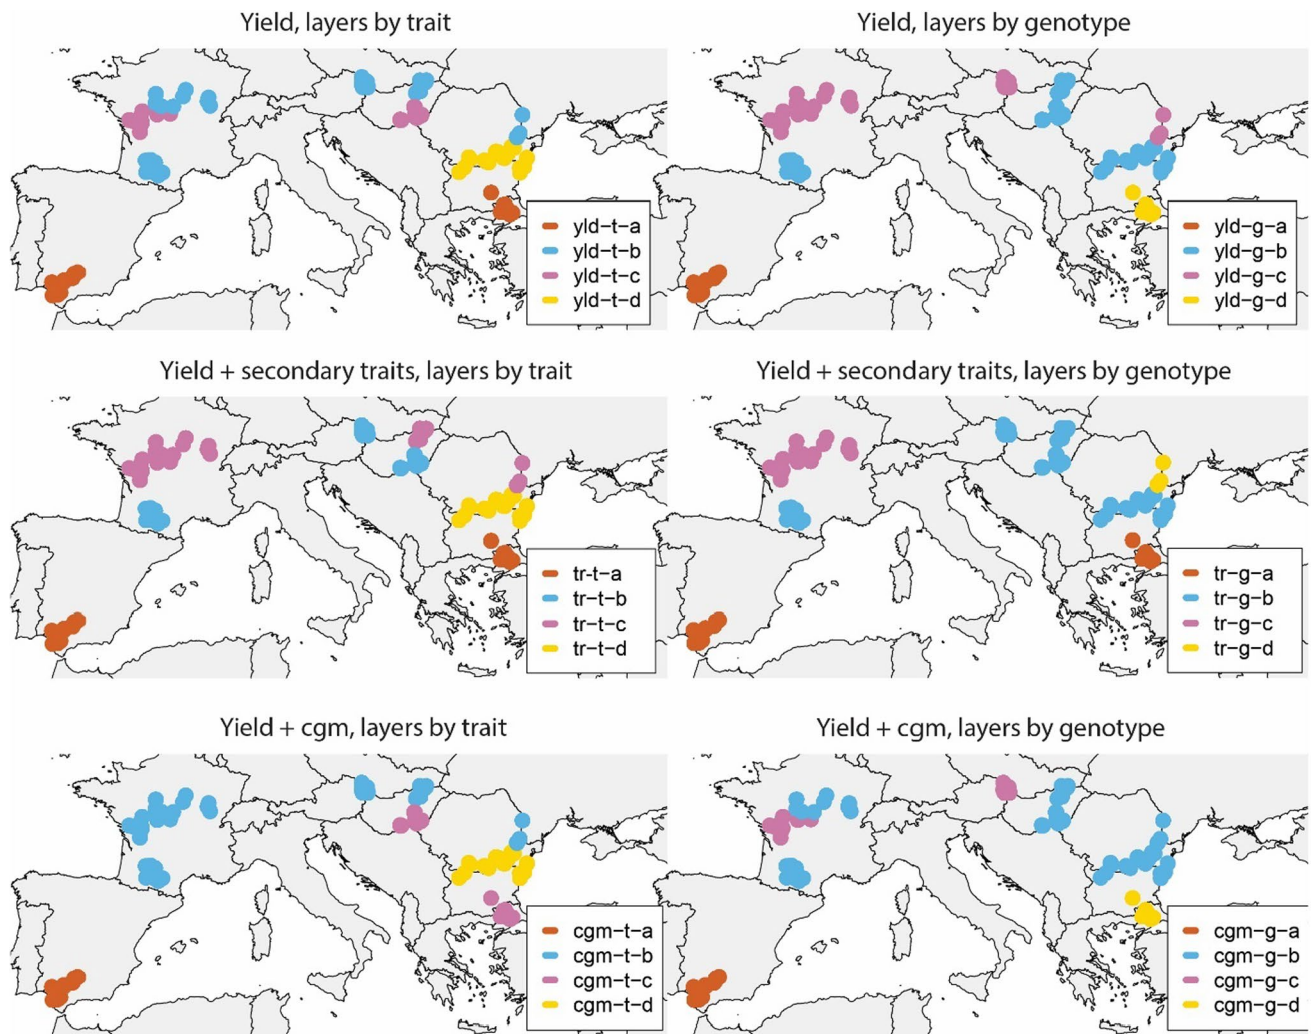 Yield, layers by trait
Yield, layers by genotype
yld−t−a
yld−t−b
yld−t−c
yld−t−d
yld−g−a
yld−g−b
yld−g−c
yld−g−d
Yield + secondary traits, layers by trait
Yield + secondary traits, layers by genotype
tr−t−a
tr−t−b
tr−t−c
tr−t−d
tr−g−a
tr−g−b
tr−g−c
tr−g−d
Yield + cgm, layers by trait
Yield + cgm, layers by genotype
cgm−t−a
cgm−t−b
cgm−t−c
cgm−t−d
cgm−g−a
cgm−g−b
cgm−g−c
cgm−g−d